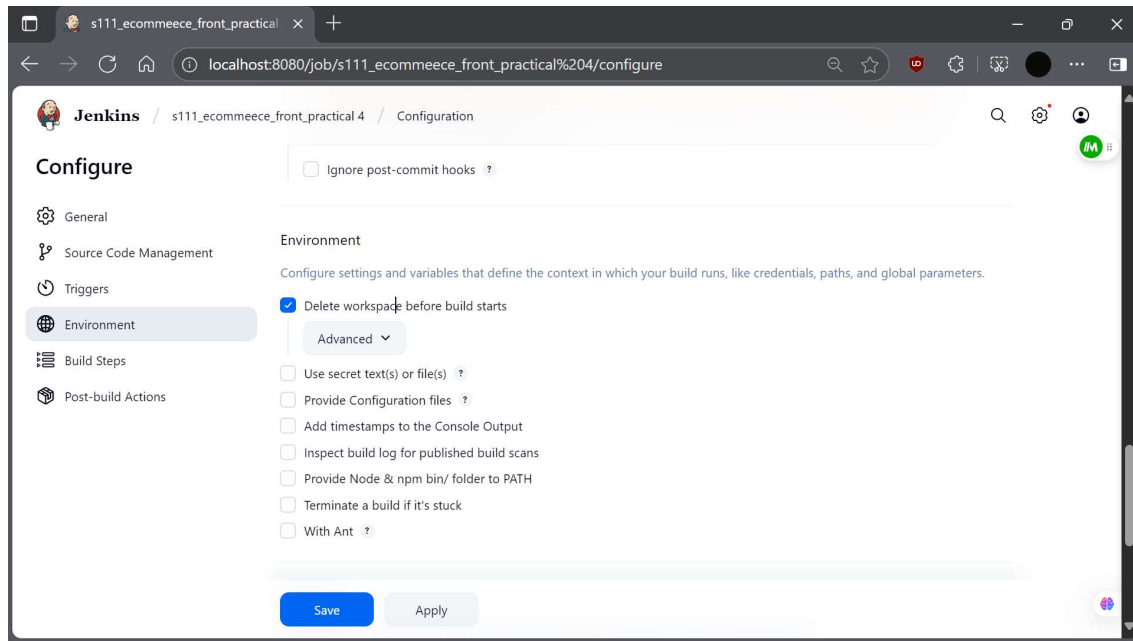 s111_ecommeece_front_practical
localhost:8080/job/s111_ecommeece_front_practical%204/configure
Jenkins / s111_ecommeece_front_practical 4 / Configuration
Configure
Ignore post-commit hooks ?
General
Source Code Management
Triggers
Environment
Build Steps
Post-build Actions
Environment
Configure settings and variables that define the context in which your build runs, like credentials, paths, and global parameters.
Delete workspace before build starts
Advanced
Use secret text(s) or file(s) ?
Provide Configuration files ?
Add timestamps to the Console Output
Inspect build log for published build scans
Provide Node & npm bin/ folder to PATH
Terminate a build if it's stuck
With Ant ?
Save
Apply